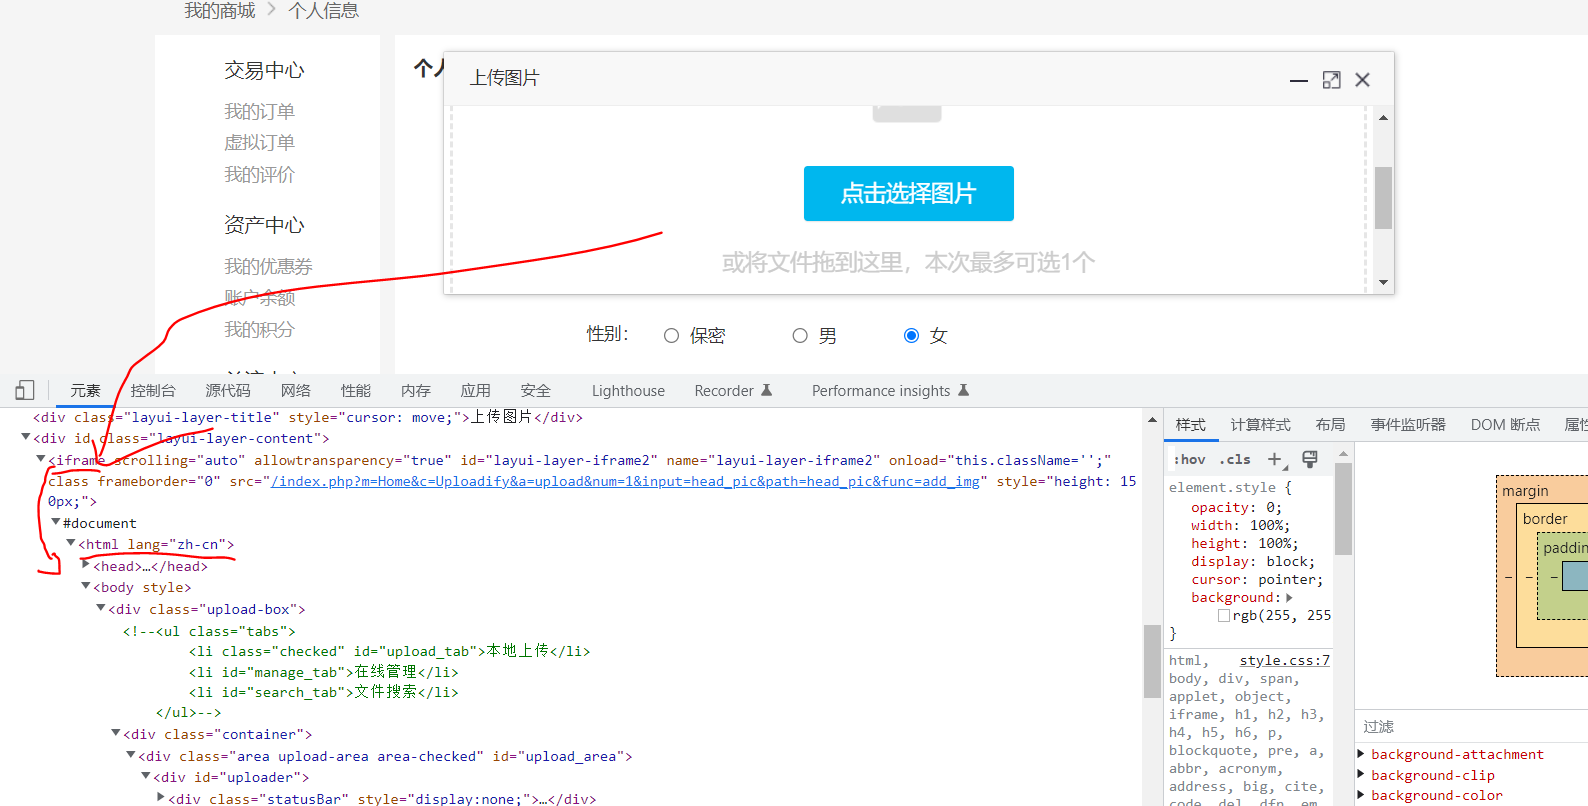 我的商城 > 个人信息
交易中心
我的订单
虚拟订单
我的评价
资产中心
我的优惠券
账户余额
我的积分
个人
上传图片
点击选择图片
或将文件拖到这里，本次最多可选1个
性别： 保密 男 女
元素 控制台 源代码 网络 性能 内存 应用 安全 Lighthouse Recorder Performance insights
<div class="layui-layer-title" style="cursor: move;">上传图片</div>
<div id class="layui-layer-content">
<iframe scrolling="auto" allowtransparency="true" id="layui-layer-iframe2" name="layui-layer-iframe2" onload="this.className='';"
class frameborder="0" src="/index.php?m=Home&c=Uploadify&a=upload&num=1&input=head_pic&path=head_pic&func=add_img" style="height: 15
0px;">
#document
<html lang="zh-cn">
<head>…</head>
<body style>
<div class="upload-box">
<!--<ul class="tabs">
<li class="checked" id="upload_tab">本地上传</li>
<li id="manage_tab">在线管理</li>
<li id="search_tab">文件搜索</li>
</ul>-->
<div class="container">
<div class="area upload-area area-checked" id="upload_area">
<div id="uploader">
<div class="statusBar" style="display:none;">…</div>
样式 计算样式 布局 事件监听器 DOM 断点 属性
:hov .cls +
element.style {
opacity: 0;
width: 100%;
height: 100%;
display: block;
cursor: pointer;
background:
rgb(255, 255
}
html, style.css:7
body, div, span,
applet, object,
iframe, h1, h2, h3,
h4, h5, h6, p,
blockquote, pre, a,
abbr, acronym,
address, big, cite,
code, del, dfn, em,
margin
border
padding
过滤
background-attachment
background-clip
background-color